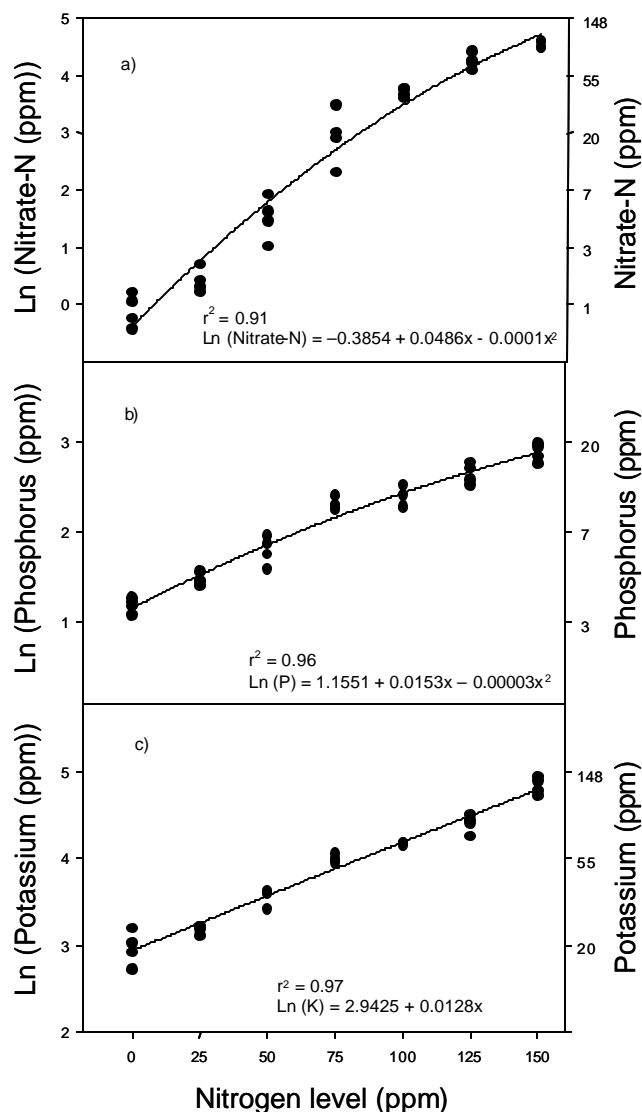 a)
Ln (Nitrate-N (ppm))
5
4
3
2
1
0
148
55
20
7
3
1
Nitrate-N (ppm)
r² = 0.91
Ln (Nitrate-N) = –0.3854 + 0.0486x - 0.0001x²
b)
Ln (Phosphorus (ppm))
3
2
1
20
7
3
Phosphorus (ppm)
r² = 0.96
Ln (P) = 1.1551 + 0.0153x – 0.00003x²
c)
Ln (Potassium (ppm))
5
4
3
2
148
55
20
Potassium (ppm)
r² = 0.97
Ln (K) = 2.9425 + 0.0128x
0 25 50 75 100 125 150
Nitrogen level (ppm)